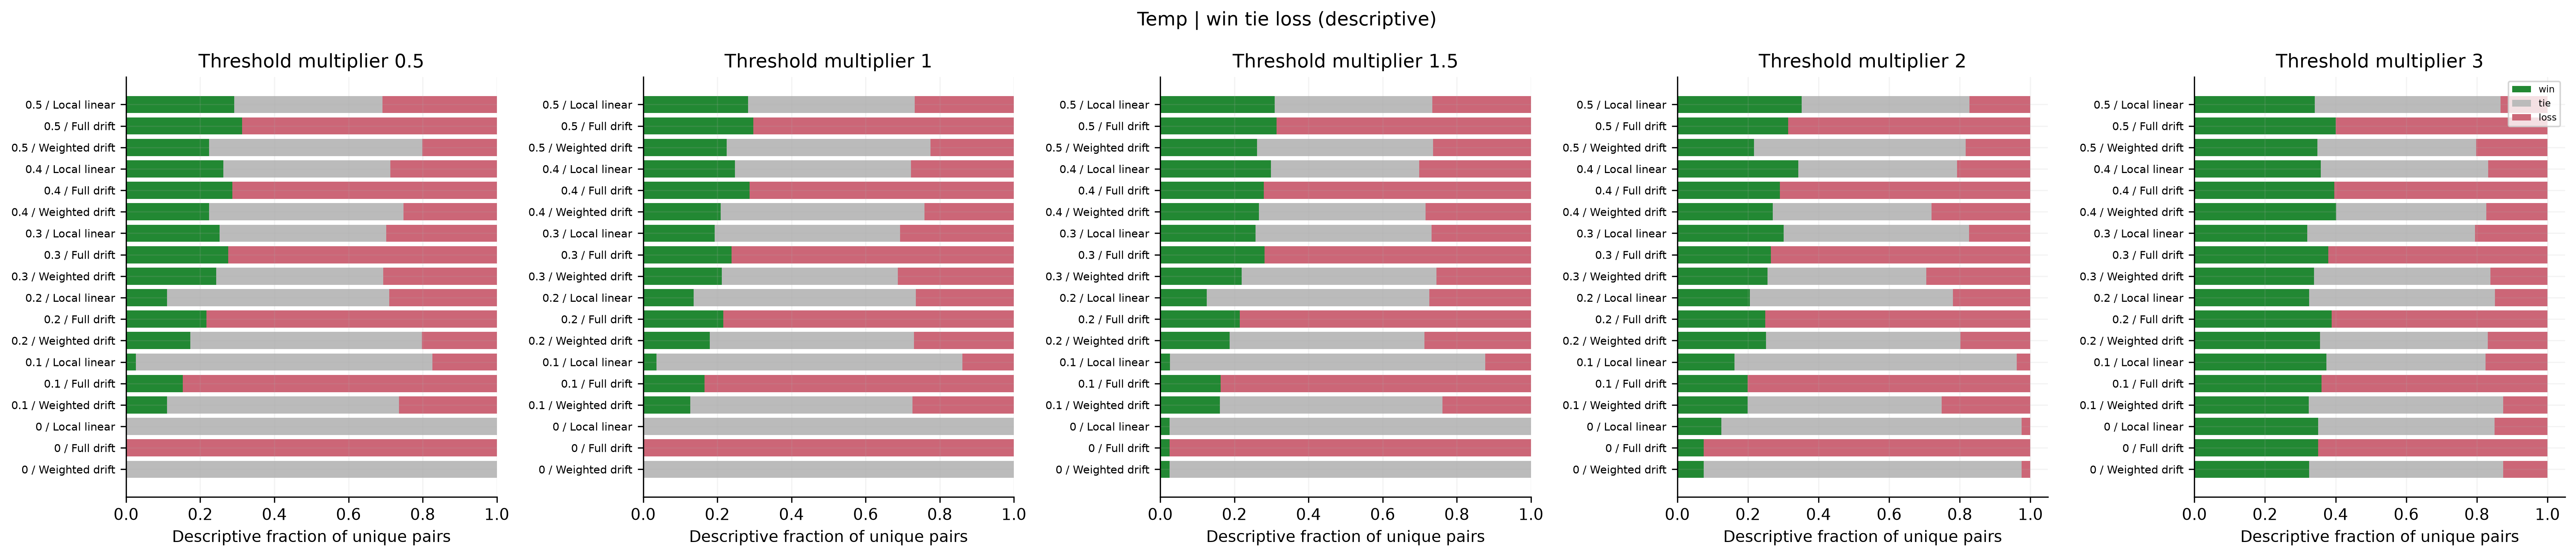 Temp | win tie loss (descriptive)
Threshold multiplier 0.5
0.5 / Local linear
0.5 / Full drift
0.5 / Weighted drift
0.4 / Local linear
0.4 / Full drift
0.4 / Weighted drift
0.3 / Local linear
0.3 / Full drift
0.3 / Weighted drift
0.2 / Local linear
0.2 / Full drift
0.2 / Weighted drift
0.1 / Local linear
0.1 / Full drift
0.1 / Weighted drift
0 / Local linear
0 / Full drift
0 / Weighted drift
0.0 0.2 0.4 0.6 0.8 1.0
Descriptive fraction of unique pairs
Threshold multiplier 1
0.5 / Local linear
0.5 / Full drift
0.5 / Weighted drift
0.4 / Local linear
0.4 / Full drift
0.4 / Weighted drift
0.3 / Local linear
0.3 / Full drift
0.3 / Weighted drift
0.2 / Local linear
0.2 / Full drift
0.2 / Weighted drift
0.1 / Local linear
0.1 / Full drift
0.1 / Weighted drift
0 / Local linear
0 / Full drift
0 / Weighted drift
0.0 0.2 0.4 0.6 0.8 1.0
Descriptive fraction of unique pairs
Threshold multiplier 1.5
0.5 / Local linear
0.5 / Full drift
0.5 / Weighted drift
0.4 / Local linear
0.4 / Full drift
0.4 / Weighted drift
0.3 / Local linear
0.3 / Full drift
0.3 / Weighted drift
0.2 / Local linear
0.2 / Full drift
0.2 / Weighted drift
0.1 / Local linear
0.1 / Full drift
0.1 / Weighted drift
0 / Local linear
0 / Full drift
0 / Weighted drift
0.0 0.2 0.4 0.6 0.8 1.0
Descriptive fraction of unique pairs
Threshold multiplier 2
0.5 / Local linear
0.5 / Full drift
0.5 / Weighted drift
0.4 / Local linear
0.4 / Full drift
0.4 / Weighted drift
0.3 / Local linear
0.3 / Full drift
0.3 / Weighted drift
0.2 / Local linear
0.2 / Full drift
0.2 / Weighted drift
0.1 / Local linear
0.1 / Full drift
0.1 / Weighted drift
0 / Local linear
0 / Full drift
0 / Weighted drift
0.0 0.2 0.4 0.6 0.8 1.0
Descriptive fraction of unique pairs
Threshold multiplier 3
0.5 / Local linear
0.5 / Full drift
0.5 / Weighted drift
0.4 / Local linear
0.4 / Full drift
0.4 / Weighted drift
0.3 / Local linear
0.3 / Full drift
0.3 / Weighted drift
0.2 / Local linear
0.2 / Full drift
0.2 / Weighted drift
0.1 / Local linear
0.1 / Full drift
0.1 / Weighted drift
0 / Local linear
0 / Full drift
0 / Weighted drift
0.0 0.2 0.4 0.6 0.8 1.0
Descriptive fraction of unique pairs
win
tie
loss